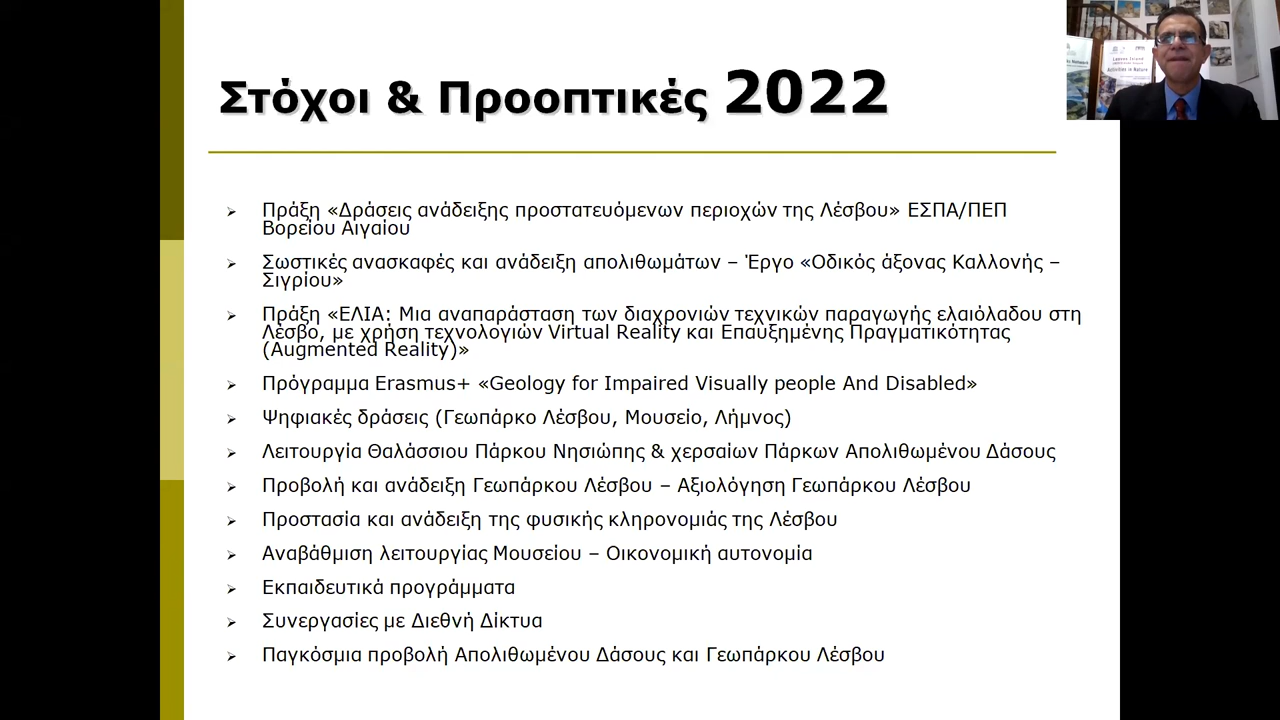 Στόχοι & Προοπτικές 2022
Πράξη «Δράσεις ανάδειξης προστατευόμενων περιοχών της Λέσβου» ΕΣΠΑ/ΠΕΠ
Βορείου Αιγαίου
Σωστικές ανασκαφές και ανάδειξη απολιθωμάτων – Έργο «Οδικός άξονας Καλλονής –
Σιγρίου»
Πράξη «ΕΛΙΑ: Μια αναπαράσταση των διαχρονιών τεχνικών παραγωγής ελαιόλαδου στη
Λέσβο, με χρήση τεχνολογιών Virtual Reality και Επαυξημένης Πραγματικότητας
(Augmented Reality)»
Πρόγραμμα Erasmus+ «Geology for Impaired Visually people And Disabled»
Ψηφιακές δράσεις (Γεωπάρκο Λέσβου, Μουσείο, Λήμνος)
Λειτουργία Θαλάσσιου Πάρκου Νησιώπης & χερσαίων Πάρκων Απολιθωμένου Δάσους
Προβολή και ανάδειξη Γεωπάρκου Λέσβου – Αξιολόγηση Γεωπάρκου Λέσβου
Προστασία και ανάδειξη της φυσικής κληρονομιάς της Λέσβου
Αναβάθμιση λειτουργίας Μουσείου – Οικονομική αυτονομία
Εκπαιδευτικά προγράμματα
Συνεργασίες με Διεθνή Δίκτυα
Παγκόσμια προβολή Απολιθωμένου Δάσους και Γεωπάρκου Λέσβου
Activities in Nature